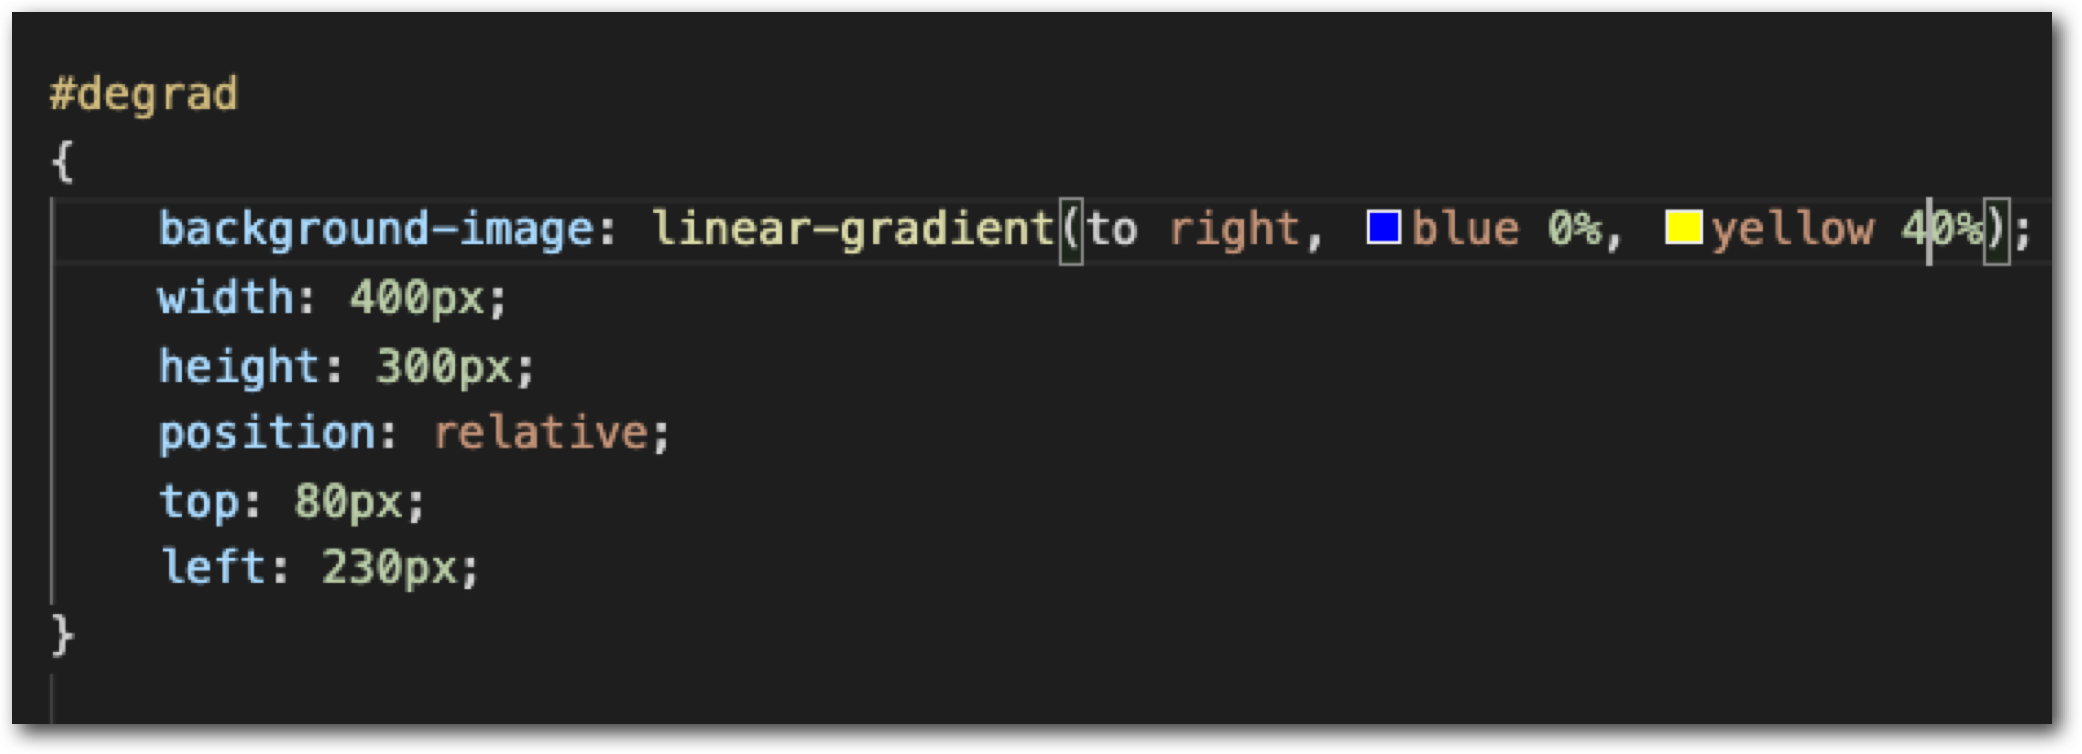 #degrad
{
background-image: linear-gradient(to right, blue 0%, yellow 40%);
width: 400px;
height: 300px;
position: relative;
top: 80px;
left: 230px;
}